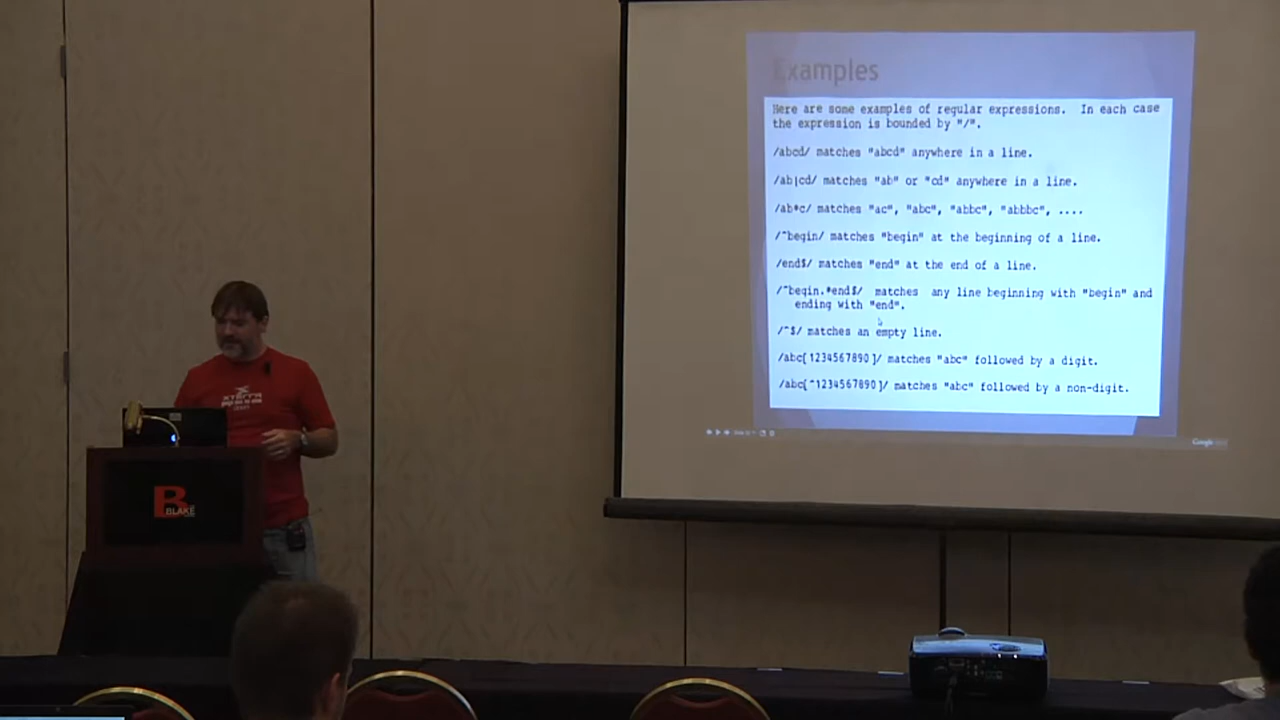 Examples
Here are some examples of regular expressions. In each case
the expression is bounded by "/".
/abcd/ matches "abcd" anywhere in a line.
/ab|cd/ matches "ab" or "cd" anywhere in a line.
/ab*c/ matches "ac", "abc", "abbc", "abbbc", ....
/^begin/ matches "begin" at the beginning of a line.
/end$/ matches "end" at the end of a line.
/^begin.*end$/ matches any line beginning with "begin" and
ending with "end".
/^$/ matches an empty line.
/abc[1234567890]/ matches "abc" followed by a digit.
/abc[^1234567890]/ matches "abc" followed by a non-digit.
Google
XTERRA
B
BLAKE